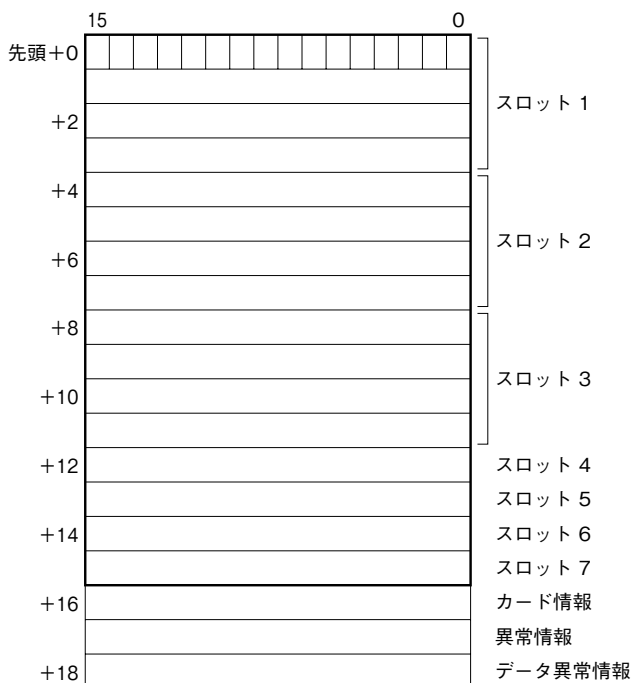 15 0
先頭+0
スロット 1
+2
+4
スロット 2
+6
+8
スロット 3
+10
+12 スロット 4
スロット 5
+14 スロット 6
スロット 7
+16 カード情報
異常情報
+18 データ異常情報